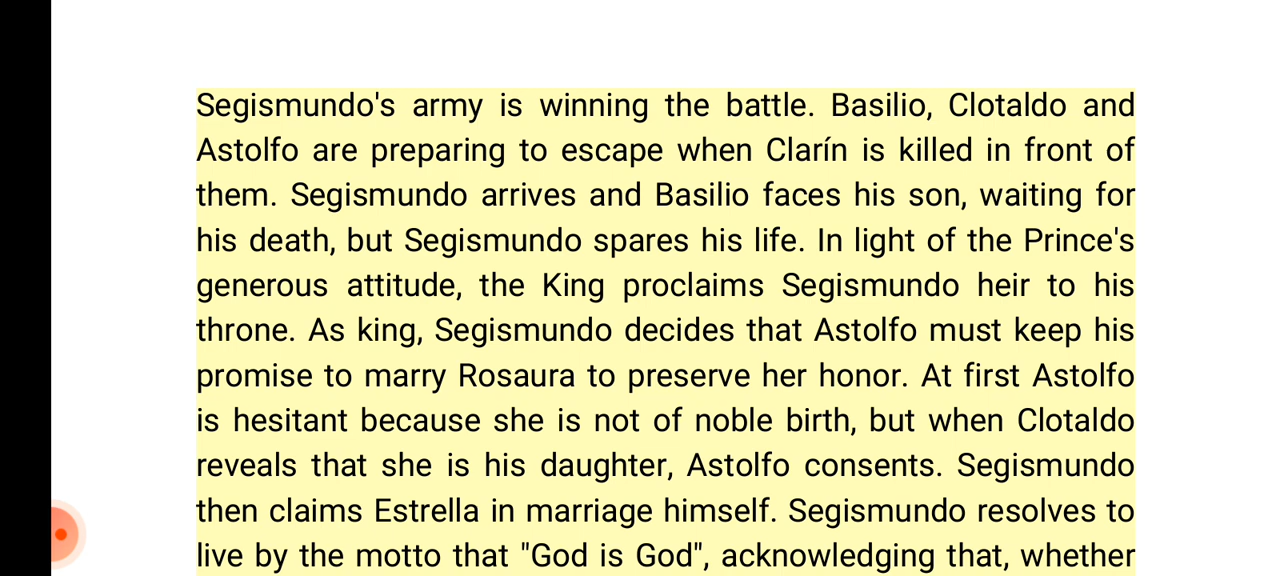 Segismundo's army is winning the battle. Basilio, Clotaldo and
Astolfo are preparing to escape when Clarín is killed in front of
them. Segismundo arrives and Basilio faces his son, waiting for
his death, but Segismundo spares his life. In light of the Prince's
generous attitude, the King proclaims Segismundo heir to his
throne. As king, Segismundo decides that Astolfo must keep his
promise to marry Rosaura to preserve her honor. At first Astolfo
is hesitant because she is not of noble birth, but when Clotaldo
reveals that she is his daughter, Astolfo consents. Segismundo
then claims Estrella in marriage himself. Segismundo resolves to
live by the motto that "God is God", acknowledging that, whether